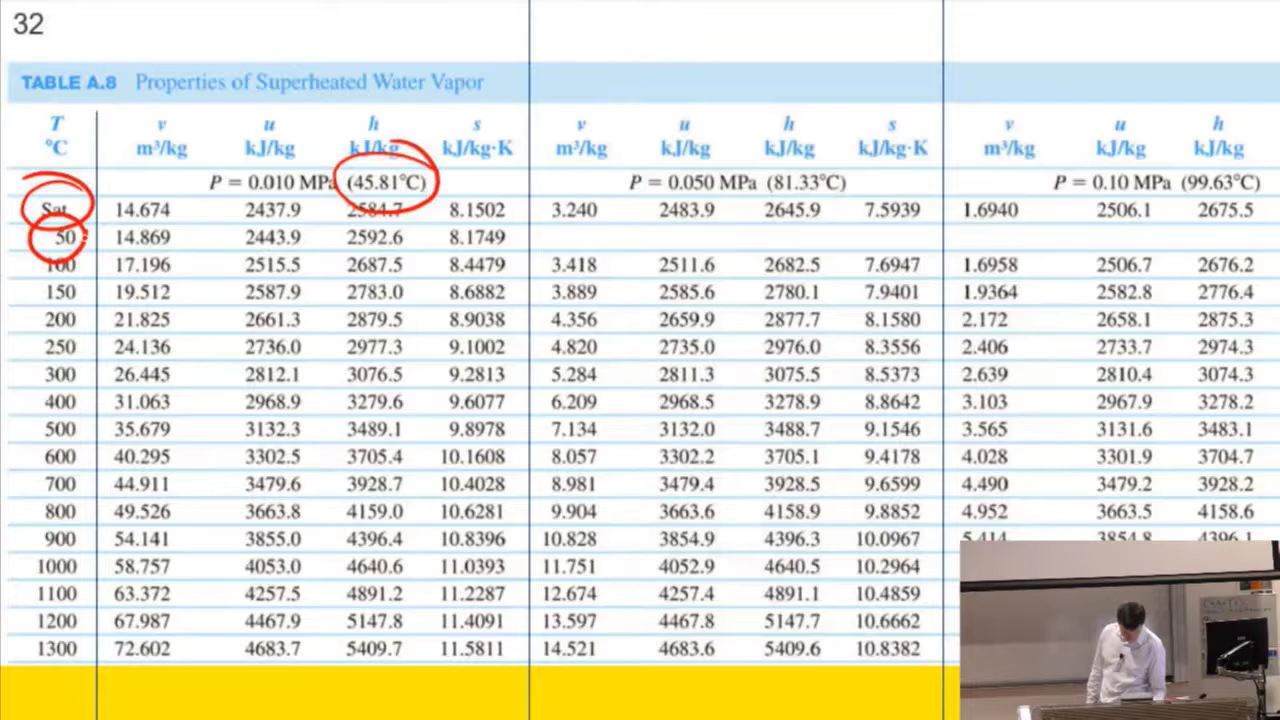 32
TABLE A.8 Properties of Superheated Water Vapor
T v u h s v u s h v u h
°C m³/kg kJ/kg kJ/kg kJ/kg·K m³/kg kJ/kg kJ/kg kJ/kg·K m³/kg kJ/kg kJ/kg
P = 0.010 MPa (45.81°C) P = 0.050 MPa (81.33°C) P = 0.10 MPa (99.63°C)
Sat. 14.674 2437.9 2584.7 8.1502 3.240 2483.9 2645.9 7.5939 1.6940 2506.1 2675.5
50 14.869 2443.9 2592.6 8.1749
100 17.196 2515.5 2687.5 8.4479 3.418 2511.6 2682.5 7.6947 1.6958 2506.7 2676.2
150 19.512 2587.9 2783.0 8.6882 3.889 2585.6 2780.1 7.9401 1.9364 2582.8 2776.4
200 21.825 2661.3 2879.5 8.9038 4.356 2659.9 2877.7 8.1580 2.172 2658.1 2875.3
250 24.136 2736.0 2977.3 9.1002 4.820 2735.0 2976.0 8.3556 2.406 2733.7 2974.3
300 26.445 2812.1 3076.5 9.2813 5.284 2811.3 3075.5 8.5373 2.639 2810.4 3074.3
400 31.063 2968.9 3279.6 9.6077 6.209 2968.5 3278.9 8.8642 3.103 2967.9 3278.2
500 35.679 3132.3 3489.1 9.8978 7.134 3132.0 3488.7 9.1546 3.565 3131.6 3483.1
600 40.295 3302.5 3705.4 10.1608 8.057 3302.2 3705.1 9.4178 4.028 3301.9 3704.7
700 44.911 3479.6 3928.7 10.4028 8.981 3479.4 3928.5 9.6599 4.490 3479.2 3928.2
800 49.526 3663.8 4159.0 10.6281 9.904 3663.6 4158.9 9.8852 4.952 3663.5 4158.6
900 54.141 3855.0 4396.4 10.8396 10.828 3854.9 4396.3 10.0967 5.414 3854.8 4396.1
1000 58.757 4053.0 4640.6 11.0393 11.751 4052.9 4640.5 10.2964
1100 63.372 4257.5 4891.2 11.2287 12.674 4257.4 4891.1 10.4859
1200 67.987 4467.9 5147.8 11.4091 13.597 4467.8 5147.7 10.6662
1300 72.602 4683.7 5409.7 11.5811 14.521 4683.6 5409.6 10.8382